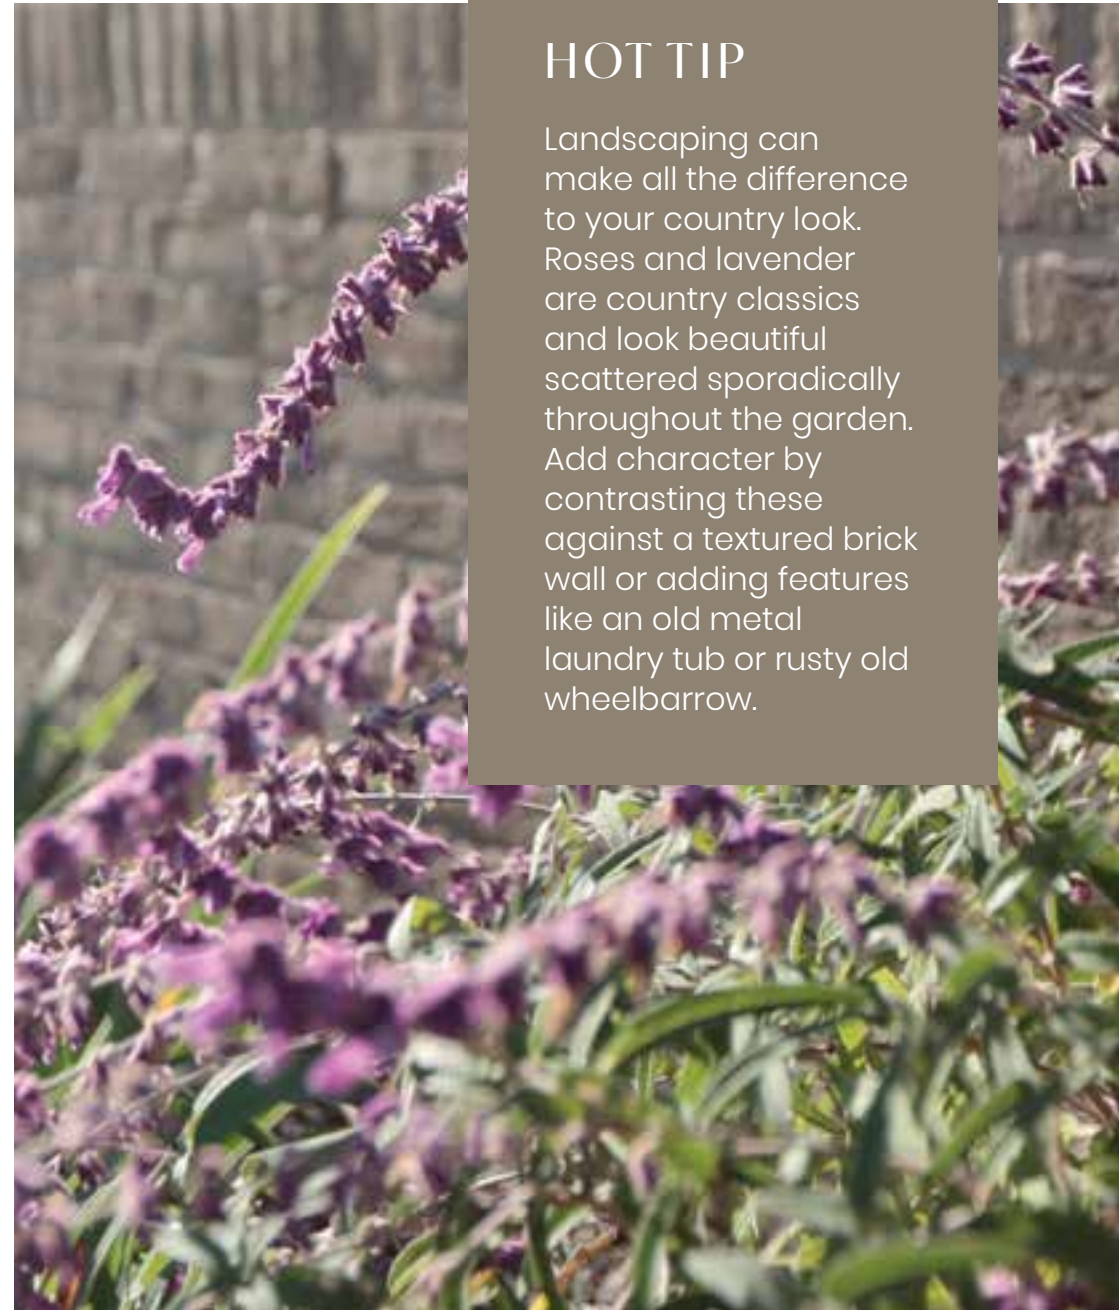 HOT TIP
Landscaping can
make all the difference
to your country look.
Roses and lavender
are country classics
and look beautiful
scattered sporadically
throughout the garden.
Add character by
contrasting these
against a textured brick
wall or adding features
like an old metal
laundry tub or rusty old
wheelbarrow.